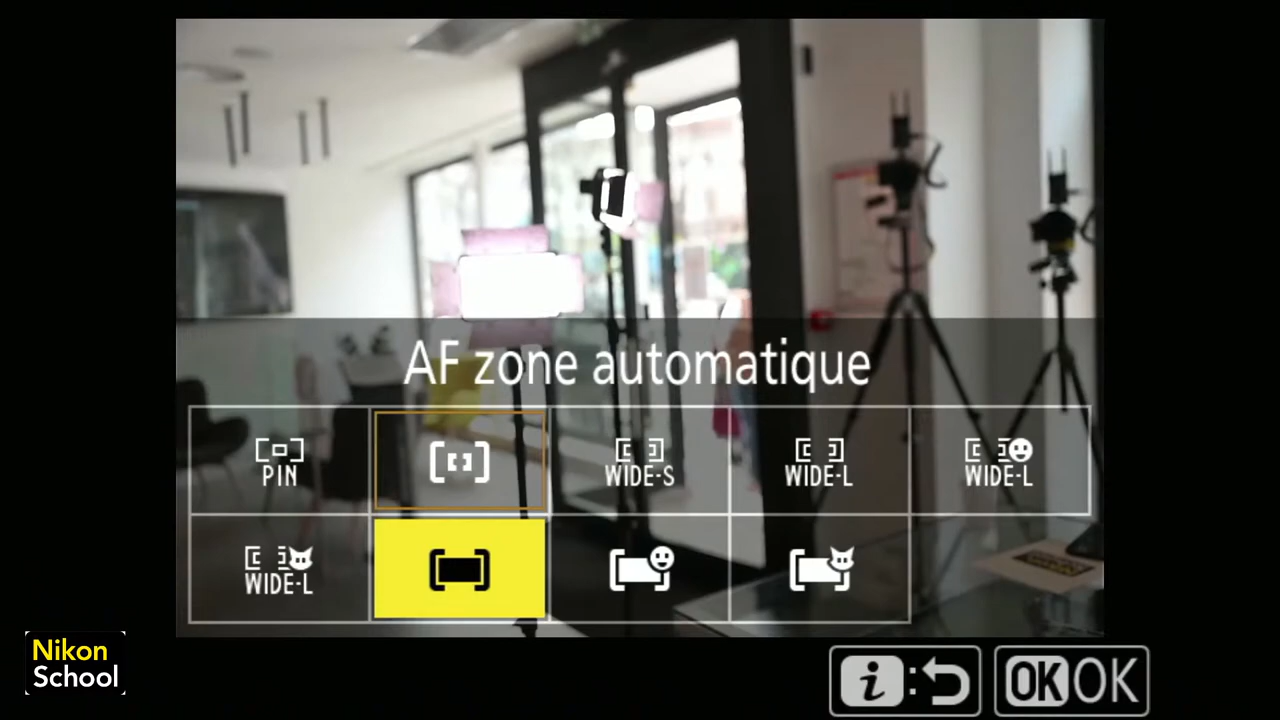 AF zone automatique
PIN
WIDE-S
WIDE-L
WIDE-L
WIDE-L
Nikon
School
i
OK OK